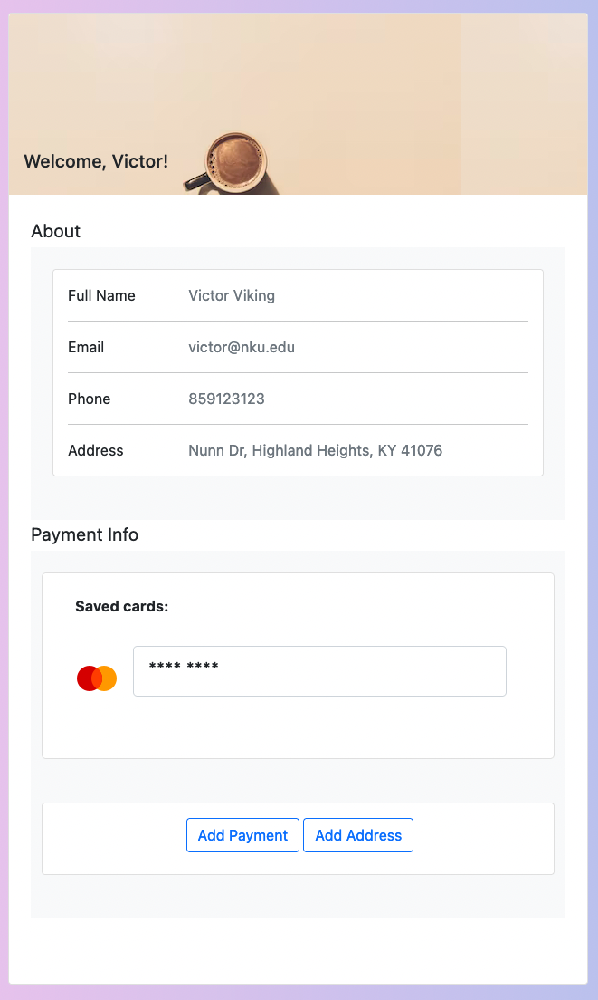 Welcome, Victor!
About
Full Name Victor Viking
Email victor@nku.edu
Phone 859123123
Address Nunn Dr, Highland Heights, KY 41076
Payment Info
Saved cards:
**** ****
Add Payment Add Address